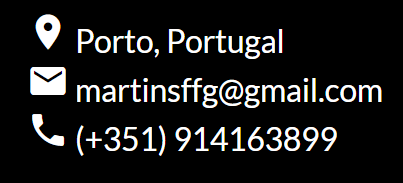 Porto, Portugal
martinsffg@gmail.com
(+351) 914163899